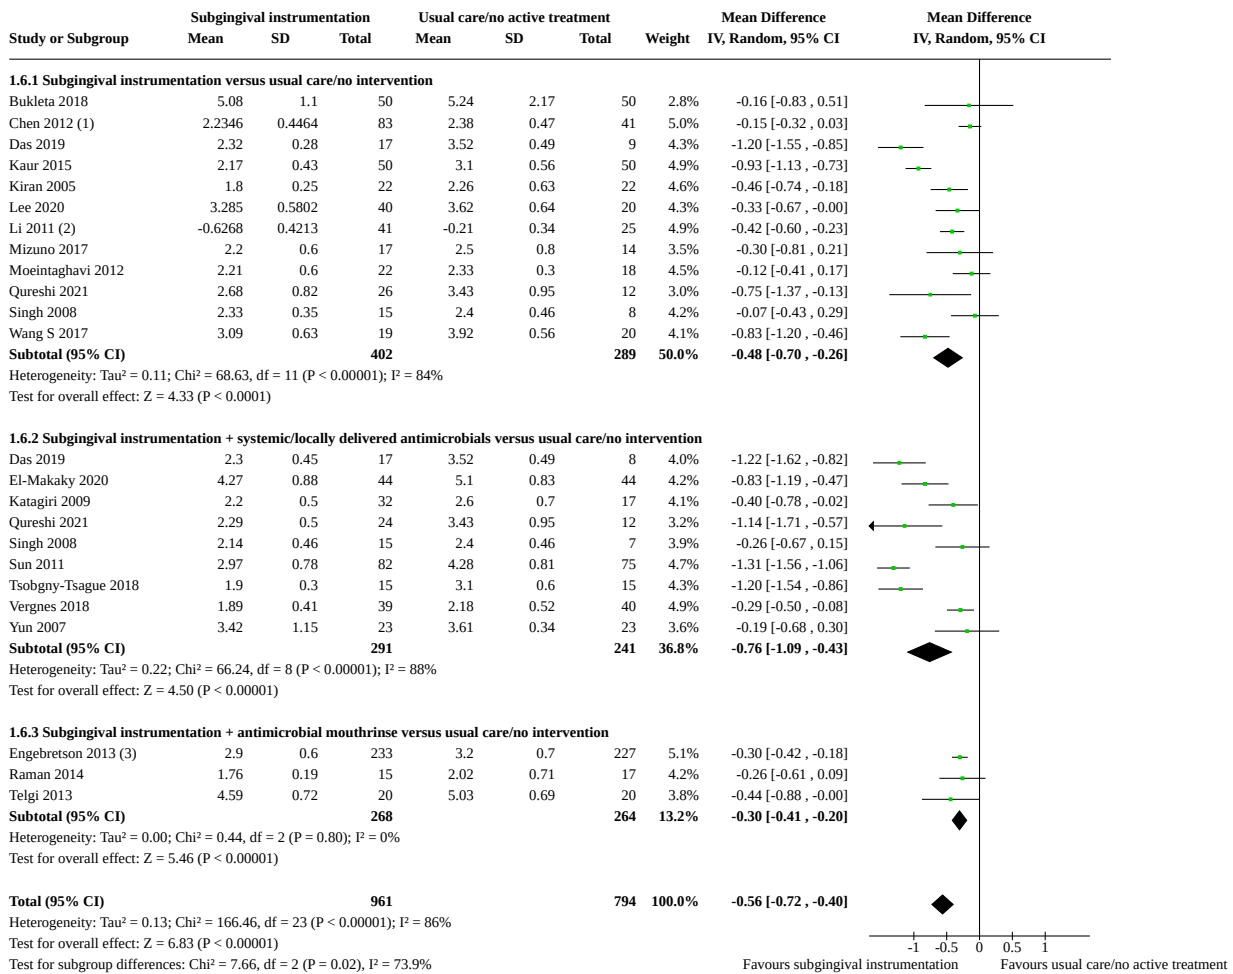 Subgingival instrumentation Usual care/no active treatment Mean Difference Mean Difference
Study or Subgroup Mean SD Total Mean SD Total Weight IV, Random, 95% CI IV, Random, 95% CI
1.6.1 Subgingival instrumentation versus usual care/no intervention
Bukleta 2018 5.08 1.1 50 5.24 2.17 50 2.8% -0.16 [-0.83 , 0.51]
Chen 2012 (1) 2.2346 0.4464 83 2.38 0.47 41 5.0% -0.15 [-0.32 , 0.03]
Das 2019 2.32 0.28 17 3.52 0.49 9 4.3% -1.20 [-1.55 , -0.85]
Kaur 2015 2.17 0.43 50 3.1 0.56 50 4.9% -0.93 [-1.13 , -0.73]
Kiran 2005 1.8 0.25 22 2.26 0.63 22 4.6% -0.46 [-0.74 , -0.18]
Lee 2020 3.285 0.5802 40 3.62 0.64 20 4.3% -0.33 [-0.67 , -0.00]
Li 2011 (2) -0.6268 0.4213 41 -0.21 0.34 25 4.9% -0.42 [-0.60 , -0.23]
Mizuno 2017 2.2 0.6 17 2.5 0.8 14 3.5% -0.30 [-0.81 , 0.21]
Moeintaghavi 2012 2.21 0.6 22 2.33 0.3 18 4.5% -0.12 [-0.41 , 0.17]
Qureshi 2021 2.68 0.82 26 3.43 0.95 12 3.0% -0.75 [-1.37 , -0.13]
Singh 2008 2.33 0.35 15 2.4 0.46 8 4.2% -0.07 [-0.43 , 0.29]
Wang S 2017 3.09 0.63 19 3.92 0.56 20 4.1% -0.83 [-1.20 , -0.46]
Subtotal (95% CI) 402 289 50.0% -0.48 [-0.70 , -0.26]
Heterogeneity: Tau² = 0.11; Chi² = 68.63, df = 11 (P < 0.00001); I² = 84%
Test for overall effect: Z = 4.33 (P < 0.0001)
1.6.2 Subgingival instrumentation + systemic/locally delivered antimicrobials versus usual care/no intervention
Das 2019 2.3 0.45 17 3.52 0.49 8 4.0% -1.22 [-1.62 , -0.82]
El-Makaky 2020 4.27 0.88 44 5.1 0.83 44 4.2% -0.83 [-1.19 , -0.47]
Katagiri 2009 2.2 0.5 32 2.6 0.7 17 4.1% -0.40 [-0.78 , -0.02]
Qureshi 2021 2.29 0.5 24 3.43 0.95 12 3.2% -1.14 [-1.71 , -0.57]
Singh 2008 2.14 0.46 15 2.4 0.46 7 3.9% -0.26 [-0.67 , 0.15]
Sun 2011 2.97 0.78 82 4.28 0.81 75 4.7% -1.31 [-1.56 , -1.06]
Tsobgny-Tsague 2018 1.9 0.3 15 3.1 0.6 15 4.3% -1.20 [-1.54 , -0.86]
Vergnes 2018 1.89 0.41 39 2.18 0.52 40 4.9% -0.29 [-0.50 , -0.08]
Yun 2007 3.42 1.15 23 3.61 0.34 23 3.6% -0.19 [-0.68 , 0.30]
Subtotal (95% CI) 291 241 36.8% -0.76 [-1.09 , -0.43]
Heterogeneity: Tau² = 0.22; Chi² = 66.24, df = 8 (P < 0.00001); I² = 88%
Test for overall effect: Z = 4.50 (P < 0.00001)
1.6.3 Subgingival instrumentation + antimicrobial mouthrinse versus usual care/no intervention
Engebretson 2013 (3) 2.9 0.6 233 3.2 0.7 227 5.1% -0.30 [-0.42 , -0.18]
Raman 2014 1.76 0.19 15 2.02 0.71 17 4.2% -0.26 [-0.61 , 0.09]
Telgi 2013 4.59 0.72 20 5.03 0.69 20 3.8% -0.44 [-0.88 , -0.00]
Subtotal (95% CI) 268 264 13.2% -0.30 [-0.41 , -0.20]
Heterogeneity: Tau² = 0.00; Chi² = 0.44, df = 2 (P = 0.80); I² = 0%
Test for overall effect: Z = 5.46 (P < 0.00001)
Total (95% CI) 961 794 100.0% -0.56 [-0.72 , -0.40]
Heterogeneity: Tau² = 0.13; Chi² = 166.46, df = 23 (P < 0.00001); I² = 86%
Test for overall effect: Z = 6.83 (P < 0.00001)
-1 -0.5 0 0.5 1
Test for subgroup differences: Chi² = 7.66, df = 2 (P = 0.02), I² = 73.9%
Favours subgingival instrumentation Favours usual care/no active treatment